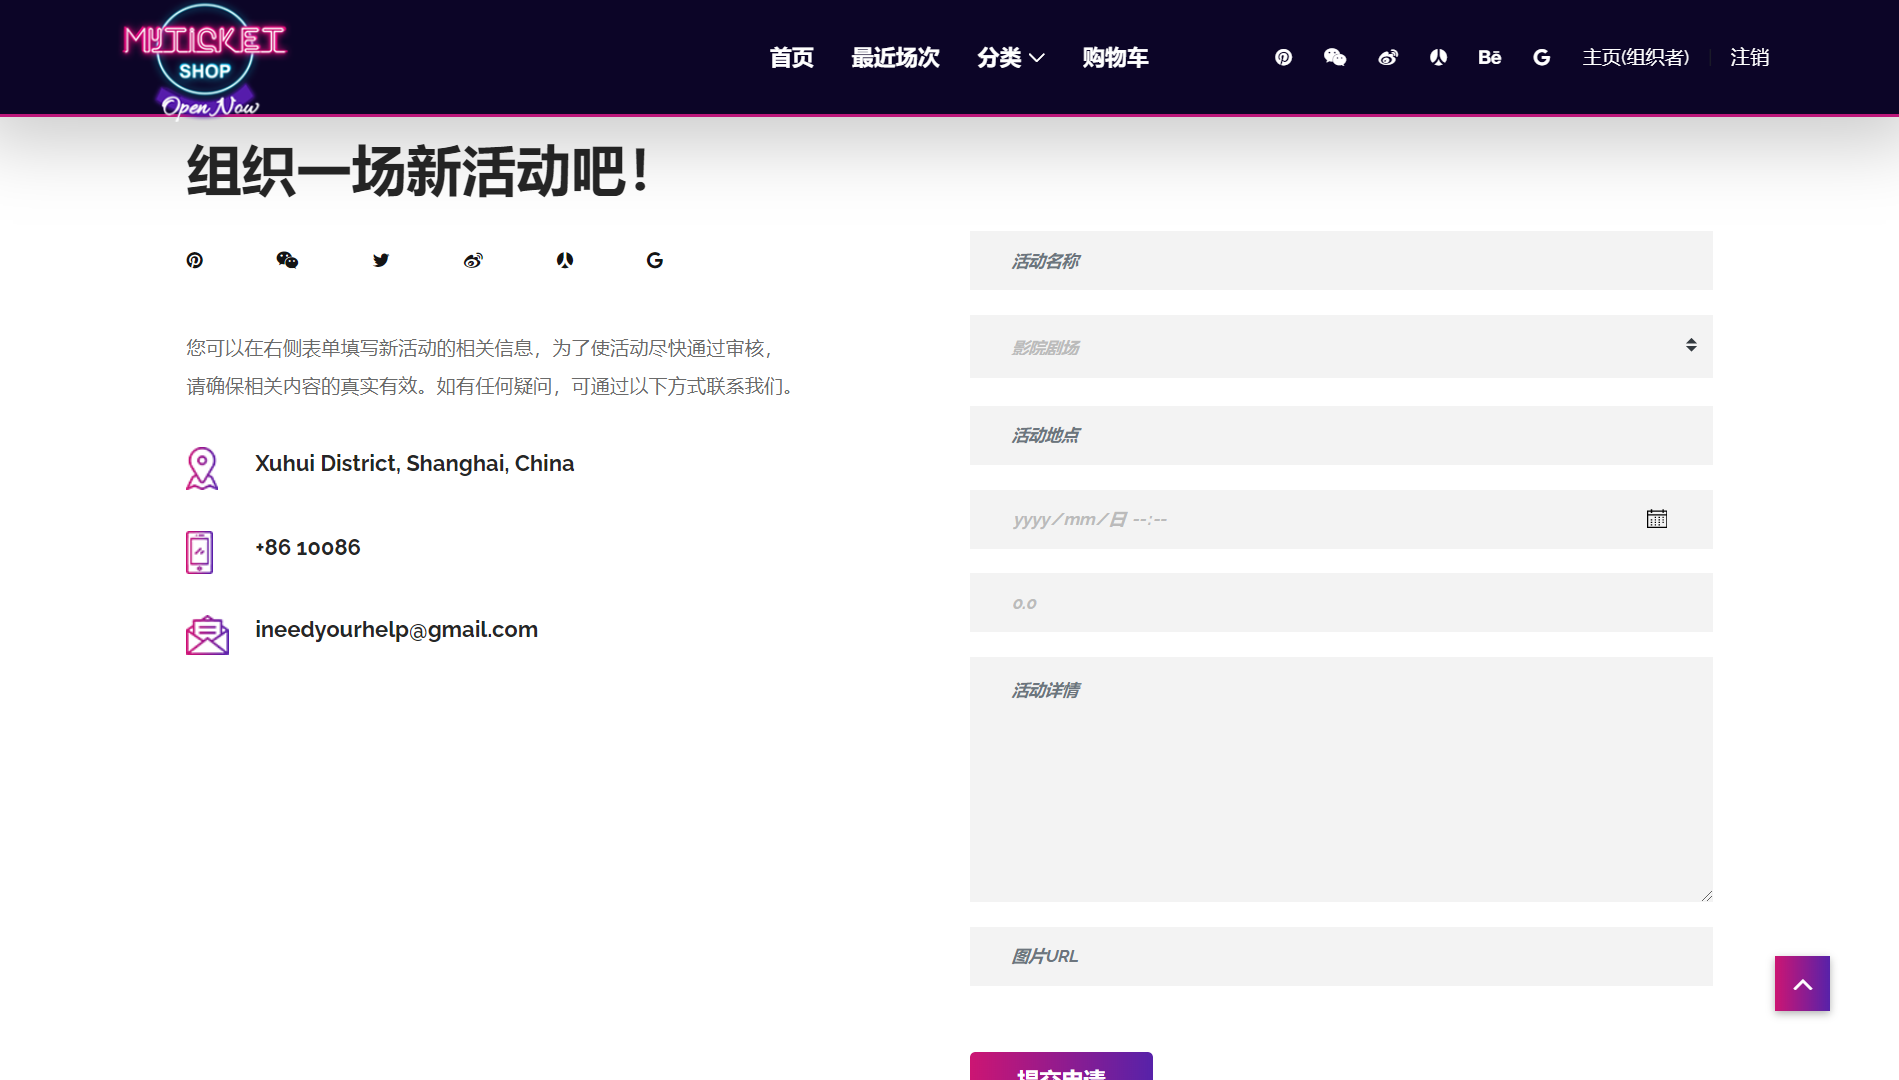 MYTICKET
SHOP
Open Now
首页 最近场次 分类 购物车 Bē G 主页(组织者) 注销
组织一场新活动吧！
您可以在右侧表单填写新活动的相关信息，为了使活动尽快通过审核，
请确保相关内容的真实有效。如有任何疑问，可通过以下方式联系我们。
Xuhui District, Shanghai, China
+86 10086
ineedyourhelp@gmail.com
活动名称
影院剧场
活动地点
yyyy/mm/日 --:--
0.0
活动详情
图片URL
提交申请